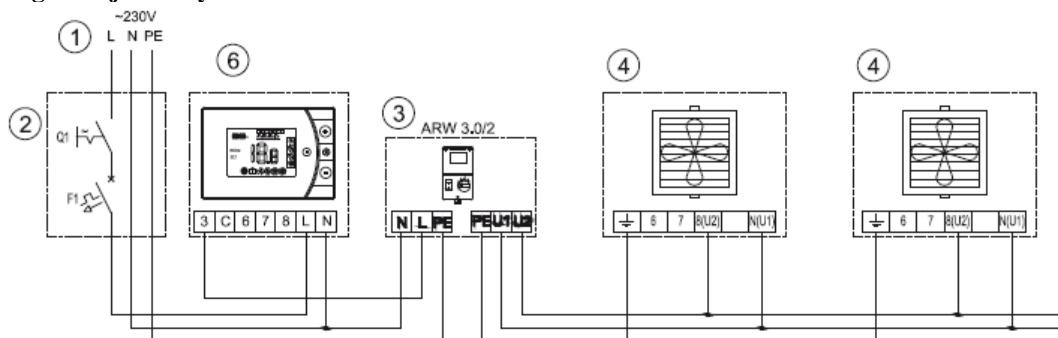 ~230V
L N PE
1
2
Q1
F1
6
3 C 6 7 8 L N
3
ARW 3.0/2
N L PE PE U1 U2
4
6 7 8(U2) N(U1)
4
6 7 8(U2) N(U1)